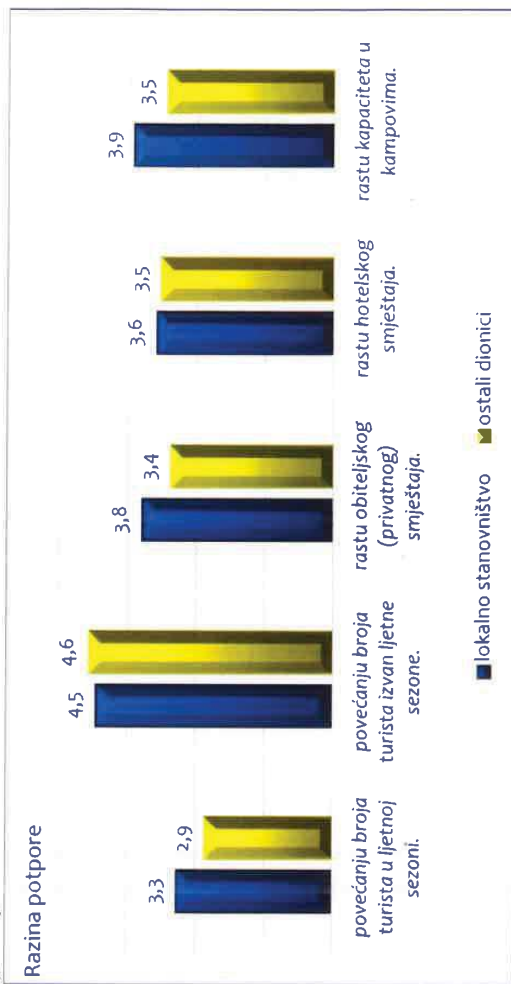 Razina potpore
3,3
2,9
4,5
4,6
3,8
3,4
3,6
3,5
3,9
3,5
povećanju broja
turista u ljetnoj
sezoni.
povećanju broja
turista izvan ljetne
sezone.
rastu obiteljskog
(privatnog)
smještaja.
rastu hotelskog
smještaja.
rastu kapaciteta u
kampovima.
lokalno stanovništvo
ostali dionici